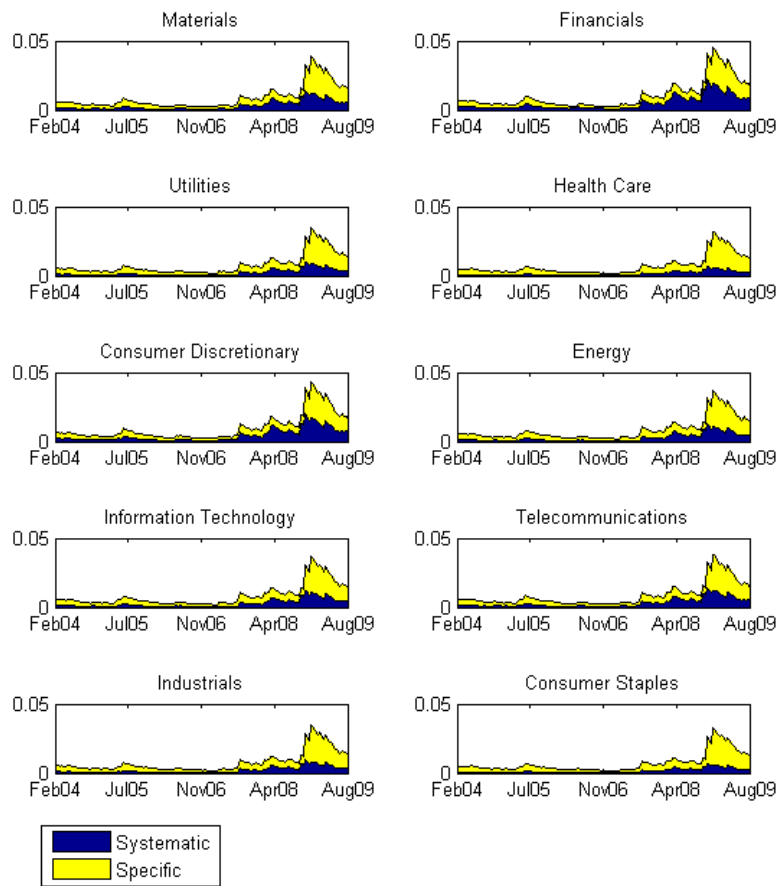 Materials
0.05
0
Feb04 Jul05 Nov06 Apr08 Aug09
Financials
0.05
0
Feb04 Jul05 Nov06 Apr08 Aug09
Utilities
0.05
0
Feb04 Jul05 Nov06 Apr08 Aug09
Health Care
0.05
0
Feb04 Jul05 Nov06 Apr08 Aug09
Consumer Discretionary
0.05
0
Feb04 Jul05 Nov06 Apr08 Aug09
Energy
0.05
0
Feb04 Jul05 Nov06 Apr08 Aug09
Information Technology
0.05
0
Feb04 Jul05 Nov06 Apr08 Aug09
Telecommunications
0.05
0
Feb04 Jul05 Nov06 Apr08 Aug09
Industrials
0.05
0
Feb04 Jul05 Nov06 Apr08 Aug09
Consumer Staples
0.05
0
Feb04 Jul05 Nov06 Apr08 Aug09
Systematic
Specific